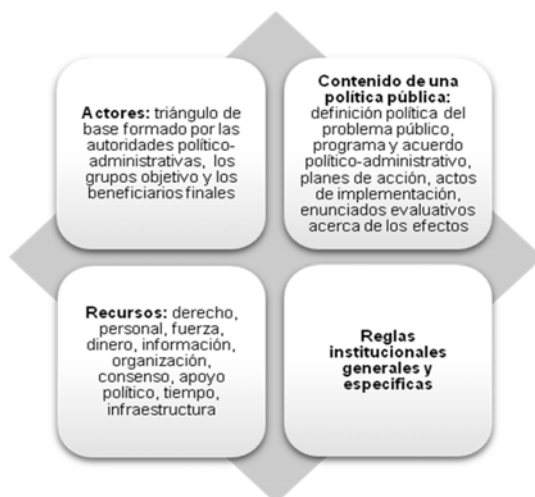 Actores: triángulo de
base formado por las
autoridades político-
administrativas, los
grupos objetivo y los
beneficiarios finales
Contenido de una
política pública:
definición política del
problema público,
programa y acuerdo
político-administrativo,
planes de acción, actos
de implementación,
enunciados evaluativos
acerca de los efectos
Recursos: derecho,
personal, fuerza,
dinero, información,
organización,
consenso, apoyo
político, tiempo,
infraestructura
Reglas
institucionales
generales y
especificas